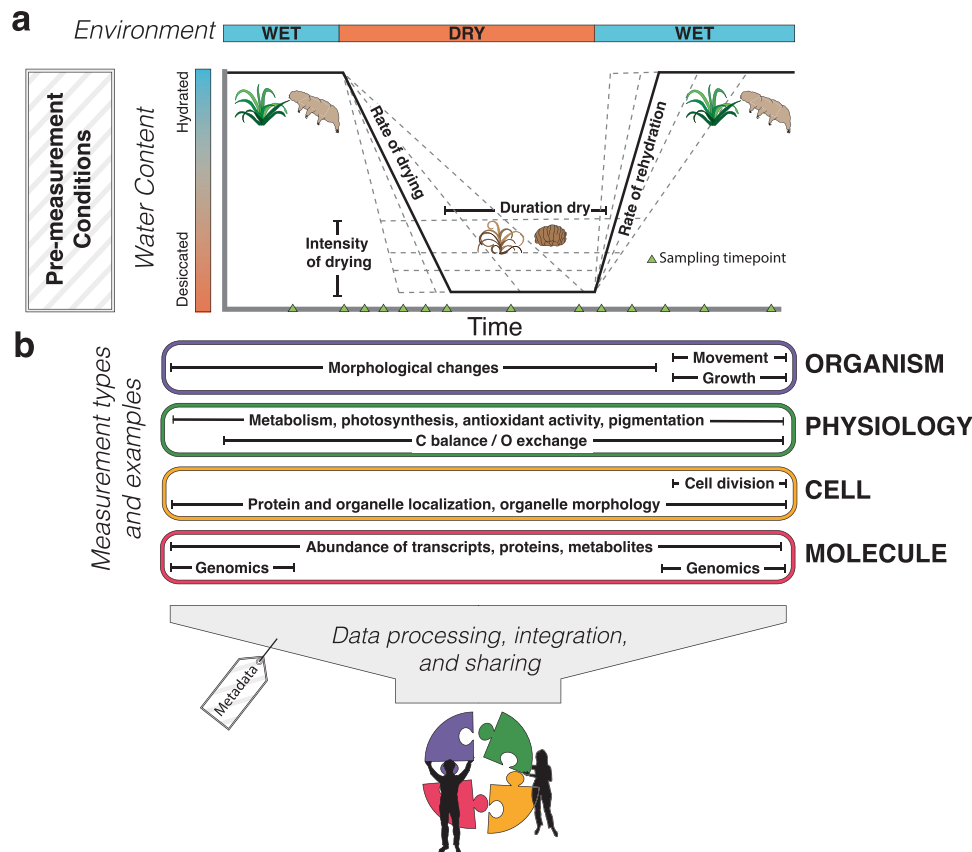 a
Environment
WET
DRY
WET
Pre-measurement
Conditions
Water Content
Hydrated
Desiccated
Rate of drying
Duration dry
Intensity
of drying
Rate of rehydration
Sampling timepoint
Time
b
Measurement types
and examples
Morphological changes
Movement
Growth
ORGANISM
Metabolism, photosynthesis, antioxidant activity, pigmentation
C balance / O exchange
PHYSIOLOGY
Cell division
Protein and organelle localization, organelle morphology
CELL
Abundance of transcripts, proteins, metabolites
Genomics
Genomics
MOLECULE
Data processing, integration,
and sharing
Metadata